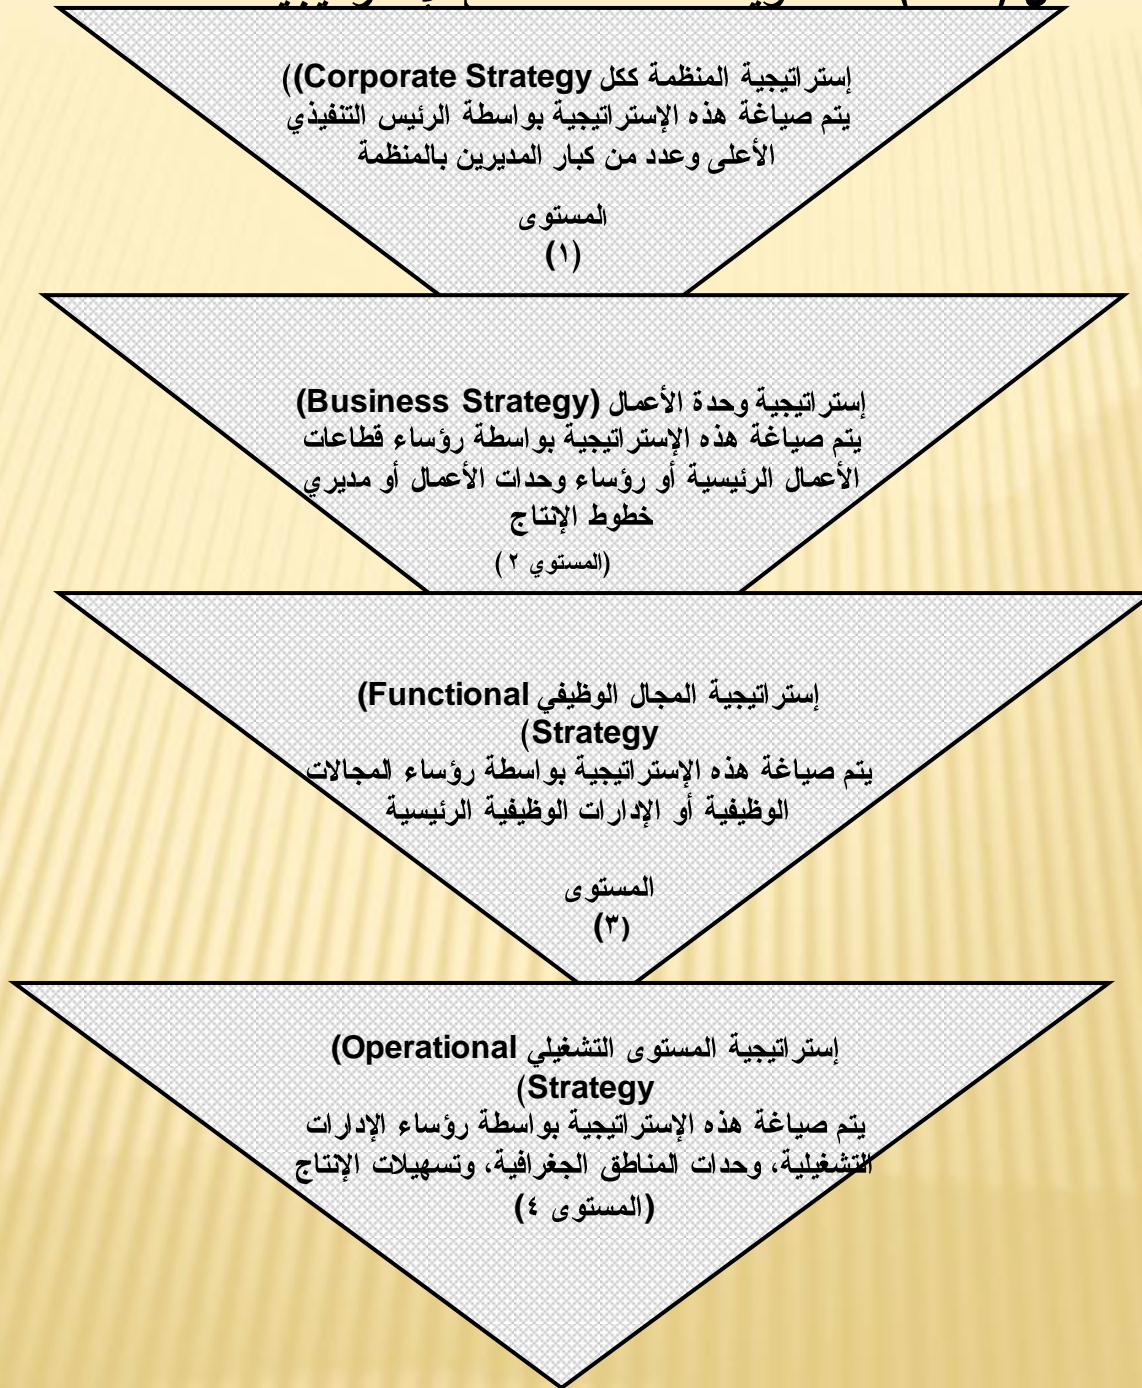 إستراتيجية المنظمة ككل Corporate Strategy))
يتم صياغة هذه الإستراتيجية بواسطة الرئيس التنفيذي
الأعلى وعدد من كبار المديرين بالمنظمة
المستوى
(١)
إستراتيجية وحدة الأعمال (Business Strategy)
يتم صياغة هذه الإستراتيجية بواسطة رؤساء قطاعات
الأعمال الرئيسية أو رؤساء وحدات الأعمال أو مديري
خطوط الإنتاج
(المستوي ٢ )
إستراتيجية المجال الوظيفي Functional)
(Strategy
يتم صياغة هذه الإستراتيجية بواسطة رؤساء المجالات
الوظيفية أو الإدارات الوظيفية الرئيسية
المستوى
(٣)
إستراتيجية المستوى التشغيلي Operational)
(Strategy
يتم صياغة هذه الإستراتيجية بواسطة رؤساء الإدارات
التشغيلية، وحدات المناطق الجغرافية، وتسهيلات الإنتاج
(المستوى ٤)